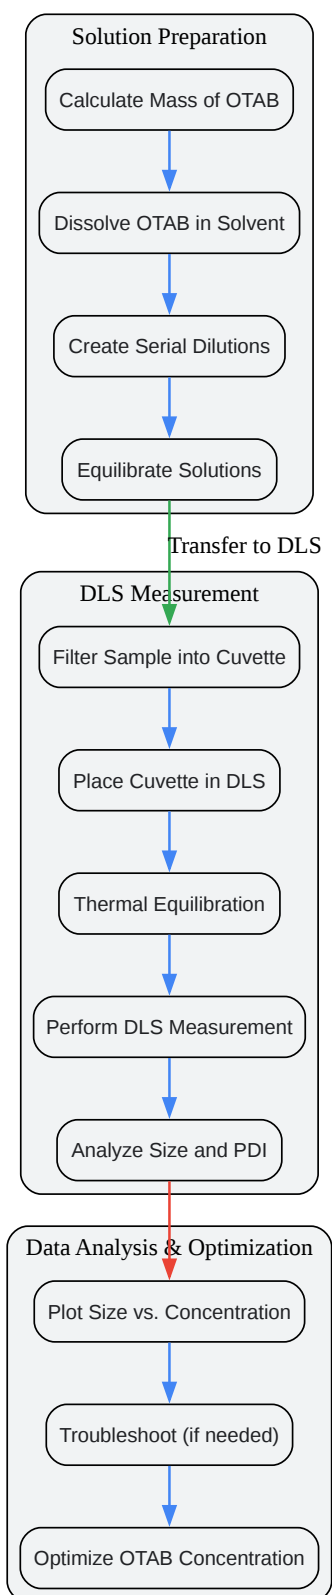 Solution Preparation
Calculate Mass of OTAB
Dissolve OTAB in Solvent
Create Serial Dilutions
Equilibrate Solutions
Transfer to DLS
DLS Measurement
Filter Sample into Cuvette
Place Cuvette in DLS
Thermal Equilibration
Perform DLS Measurement
Analyze Size and PDI
Data Analysis & Optimization
Plot Size vs. Concentration
Troubleshoot (if needed)
Optimize OTAB Concentration